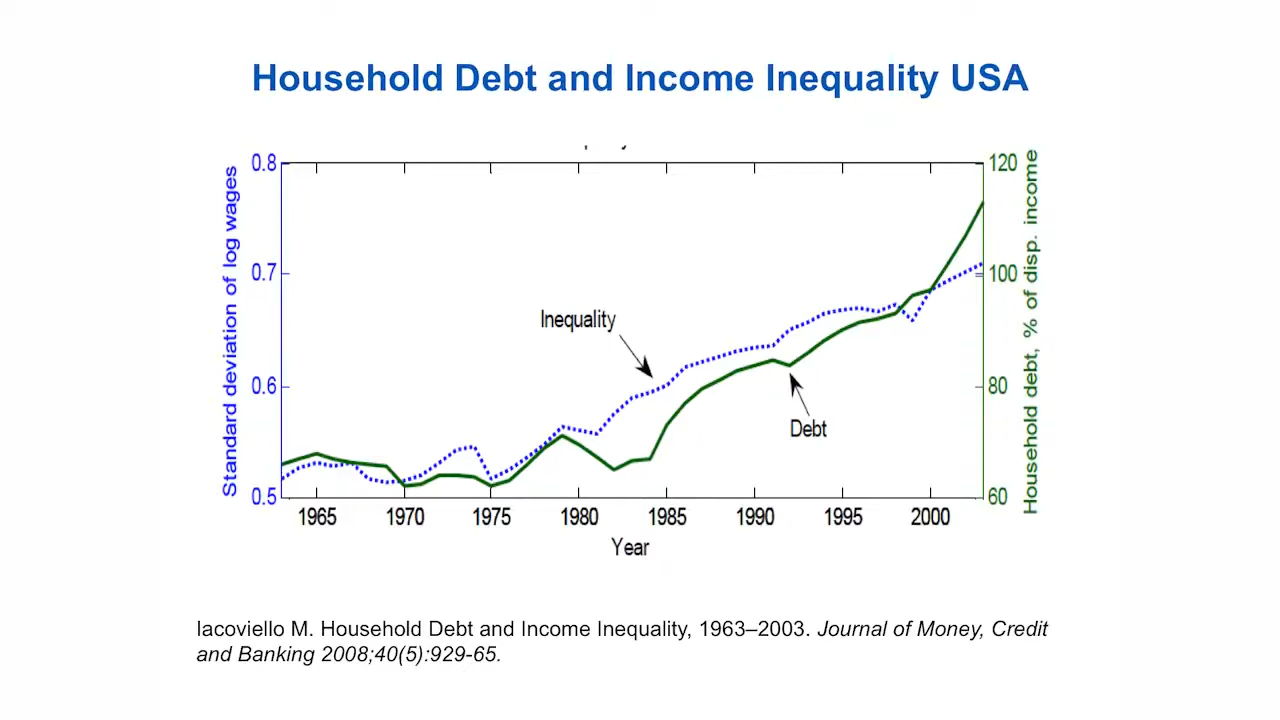 Household Debt and Income Inequality USA
Standard deviation of log wages
0.8
0.7
0.6
0.5
Inequality
Debt
120
100
80
60
Household debt, % of disp. income
1965 1970 1975 1980 1985 1990 1995 2000
Year
Iacoviello M. Household Debt and Income Inequality, 1963–2003. Journal of Money, Credit
and Banking 2008;40(5):929-65.